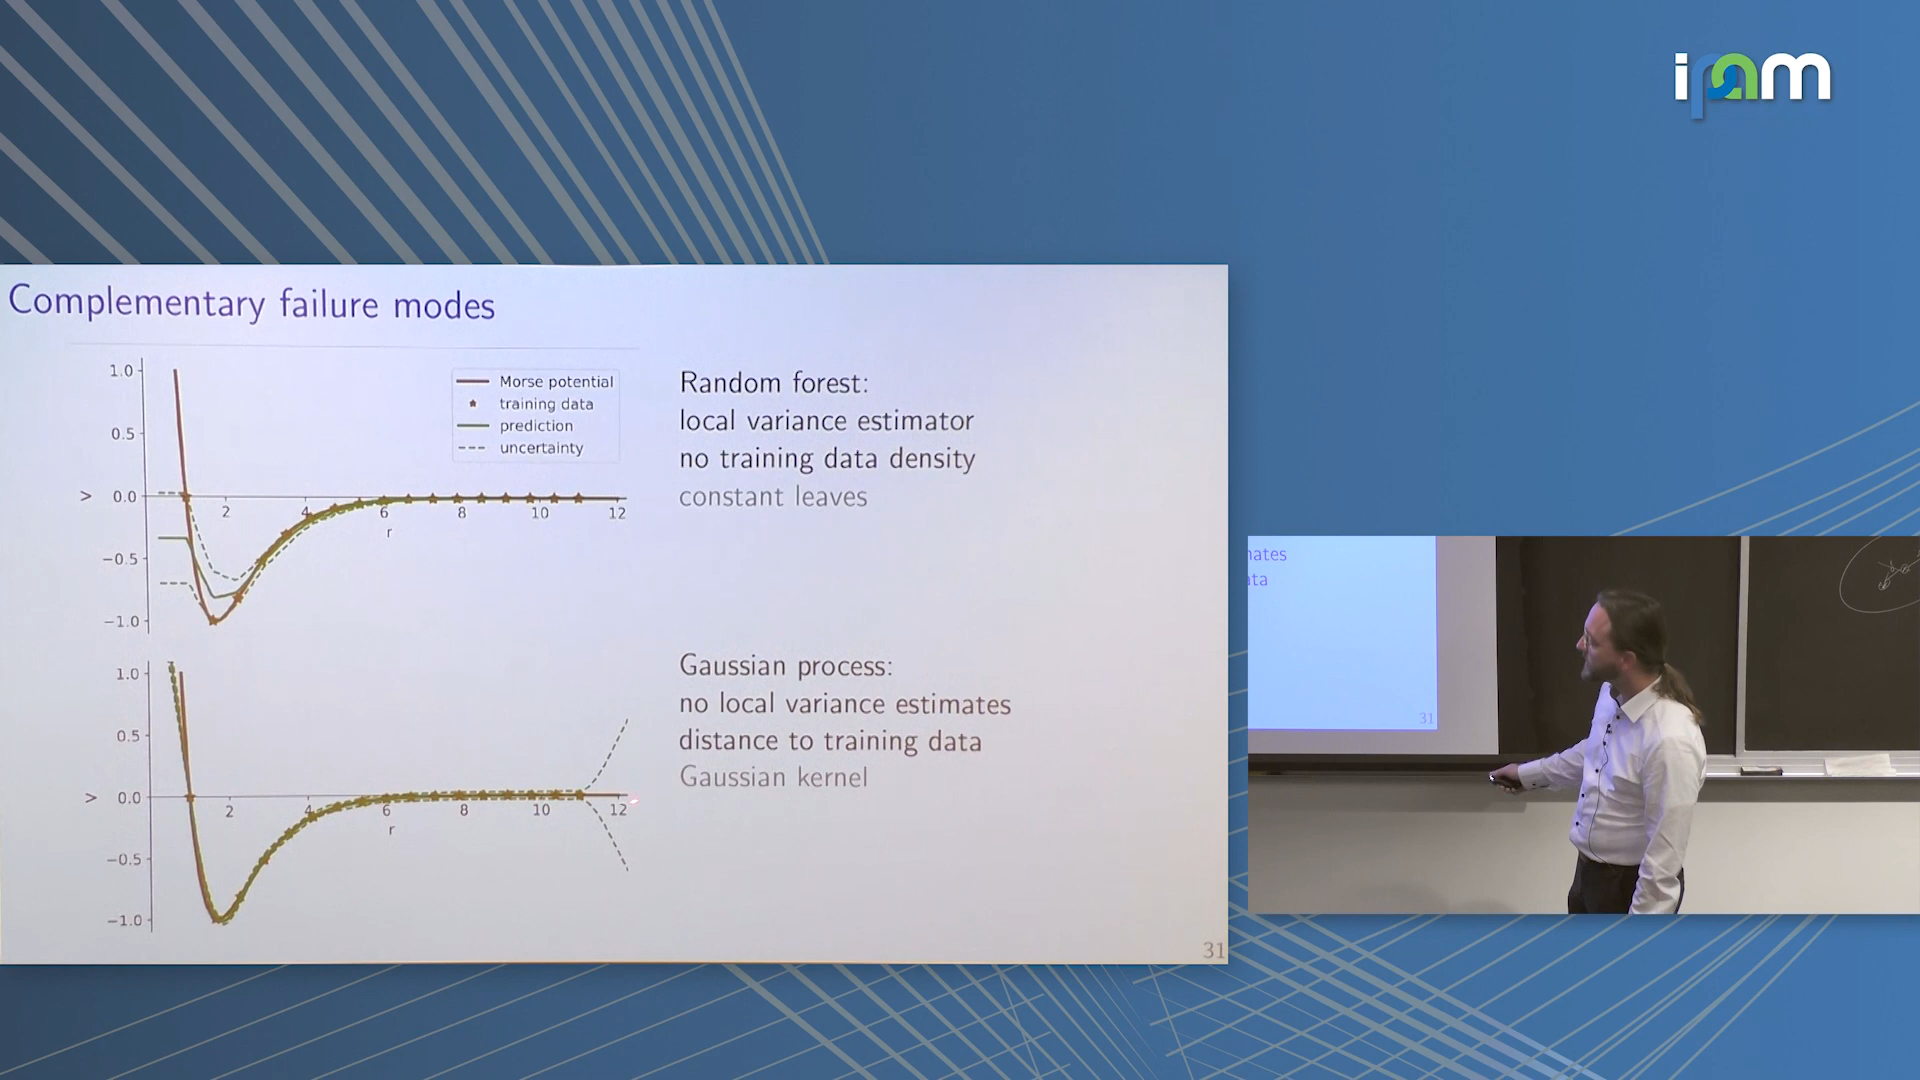 ipam
Complementary failure modes
1.0
0.5
0.0
−0.5
−1.0
V
2
4
6
8
10
12
r
Morse potential
training data
prediction
uncertainty
Random forest:
local variance estimator
no training data density
constant leaves
1.0
0.5
0.0
−0.5
−1.0
V
2
4
6
8
10
12
r
Gaussian process:
no local variance estimates
distance to training data
Gaussian kernel
31
nates
ata
31